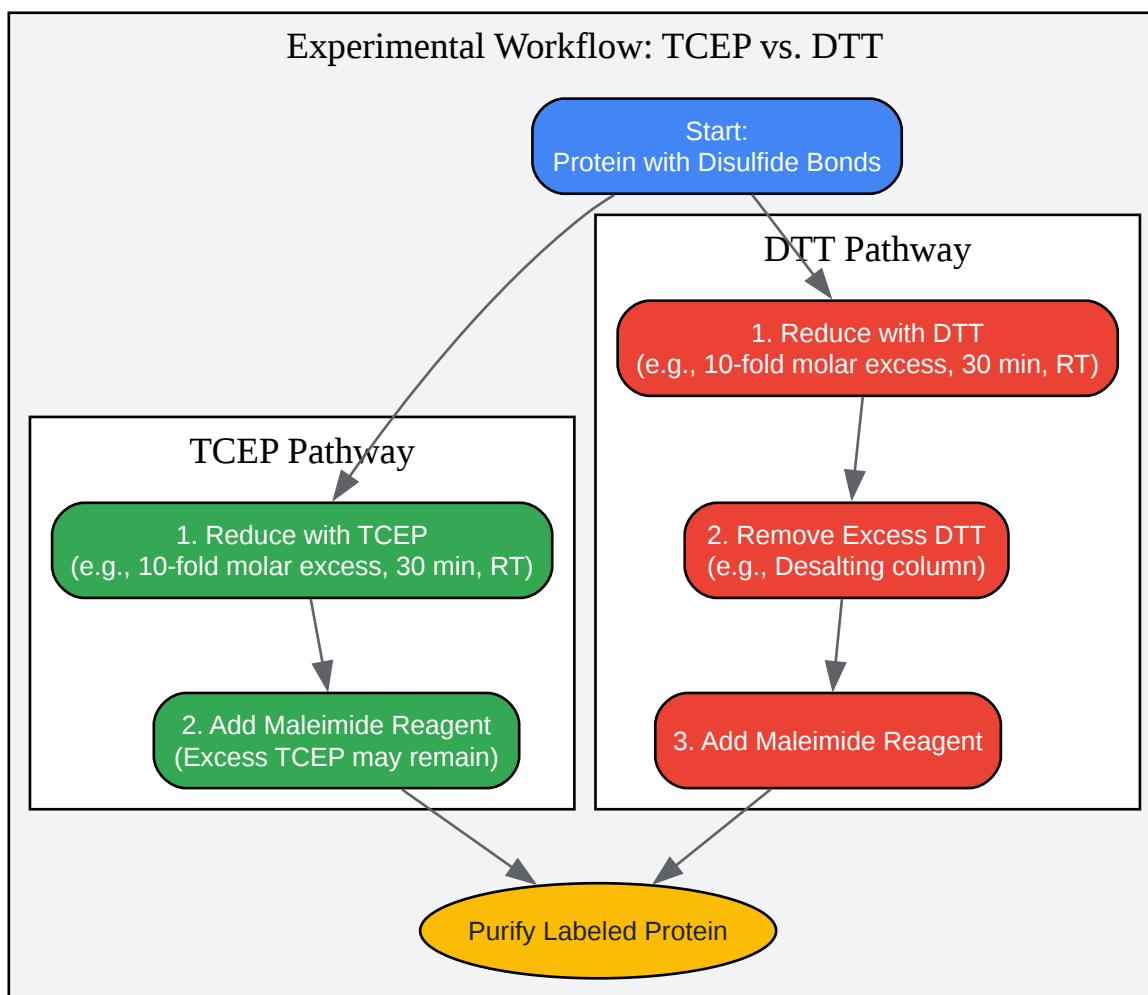 Experimental Workflow: TCEP vs. DTT
Start:
Protein with Disulfide Bonds
DTT Pathway
1. Reduce with DTT
(e.g., 10-fold molar excess, 30 min, RT)
2. Remove Excess DTT
(e.g., Desalting column)
3. Add Maleimide Reagent
TCEP Pathway
1. Reduce with TCEP
(e.g., 10-fold molar excess, 30 min, RT)
2. Add Maleimide Reagent
(Excess TCEP may remain)
Purify Labeled Protein